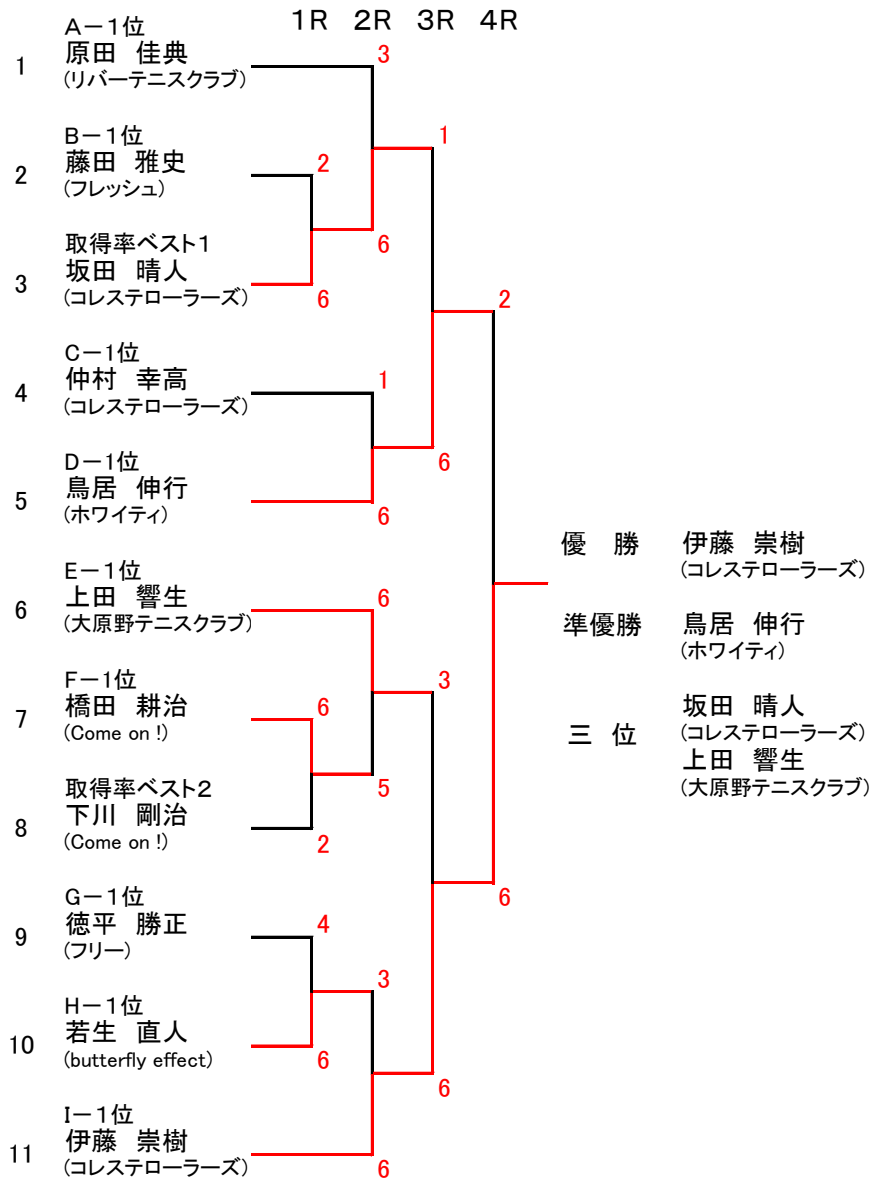 1R 2R 3R 4R
A－1位
1 原田 佳典 3
(リバーテニスクラブ)
1
B－1位
2 藤田 雅史 2
(フレッシュ)
6
取得率ベスト1
3 坂田 晴人
(コレステローラーズ) 6
2
C－1位
4 仲村 幸高 1
(コレステローラーズ)
6
D－1位
5 鳥居 伸行
(ホワイティ) 6
優 勝 伊藤 崇樹
(コレステローラーズ)
E－1位
6 上田 響生 6
(大原野テニスクラブ)
準優勝 鳥居 伸行
(ホワイティ)
3
F－1位
7 橋田 耕治 6
(Come on !)
三 位 坂田 晴人
(コレステローラーズ)
上田 響生
(大原野テニスクラブ)
5
取得率ベスト2
8 下川 剛治
(Come on !) 2
6
G－1位
9 徳平 勝正 4
(フリー)
3
H－1位
10 若生 直人
(butterfly effect) 6
6
I－1位
11 伊藤 崇樹
(コレステローラーズ) 6